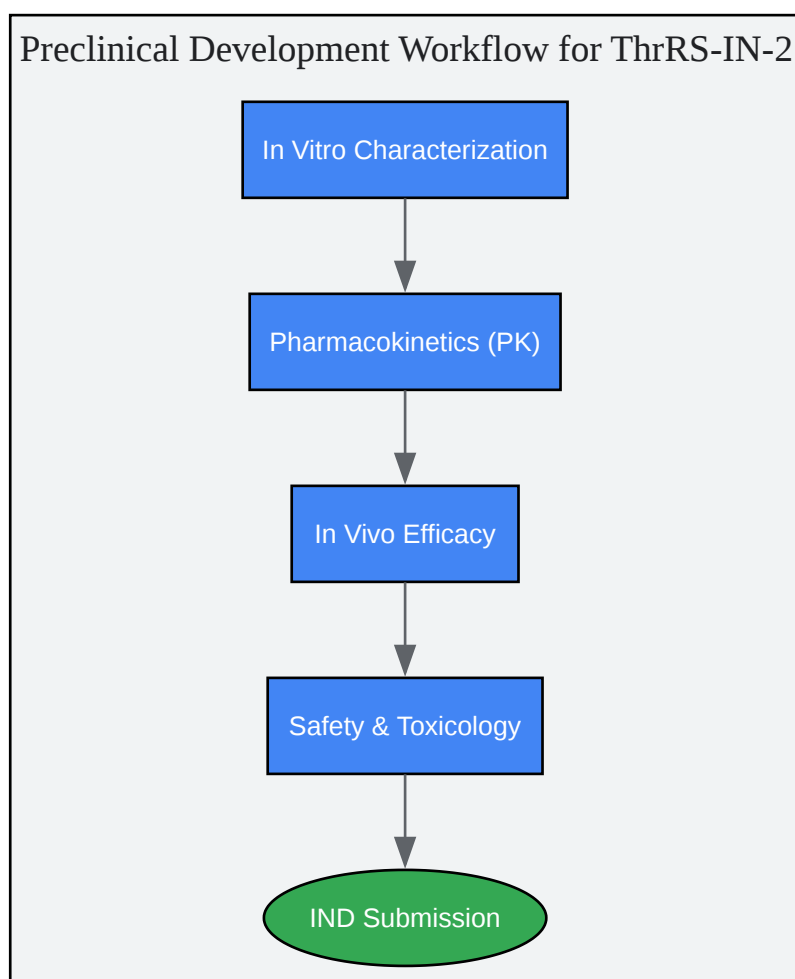 Preclinical Development Workflow for ThrRS-IN-2
In Vitro Characterization
Pharmacokinetics (PK)
In Vivo Efficacy
Safety & Toxicology
IND Submission